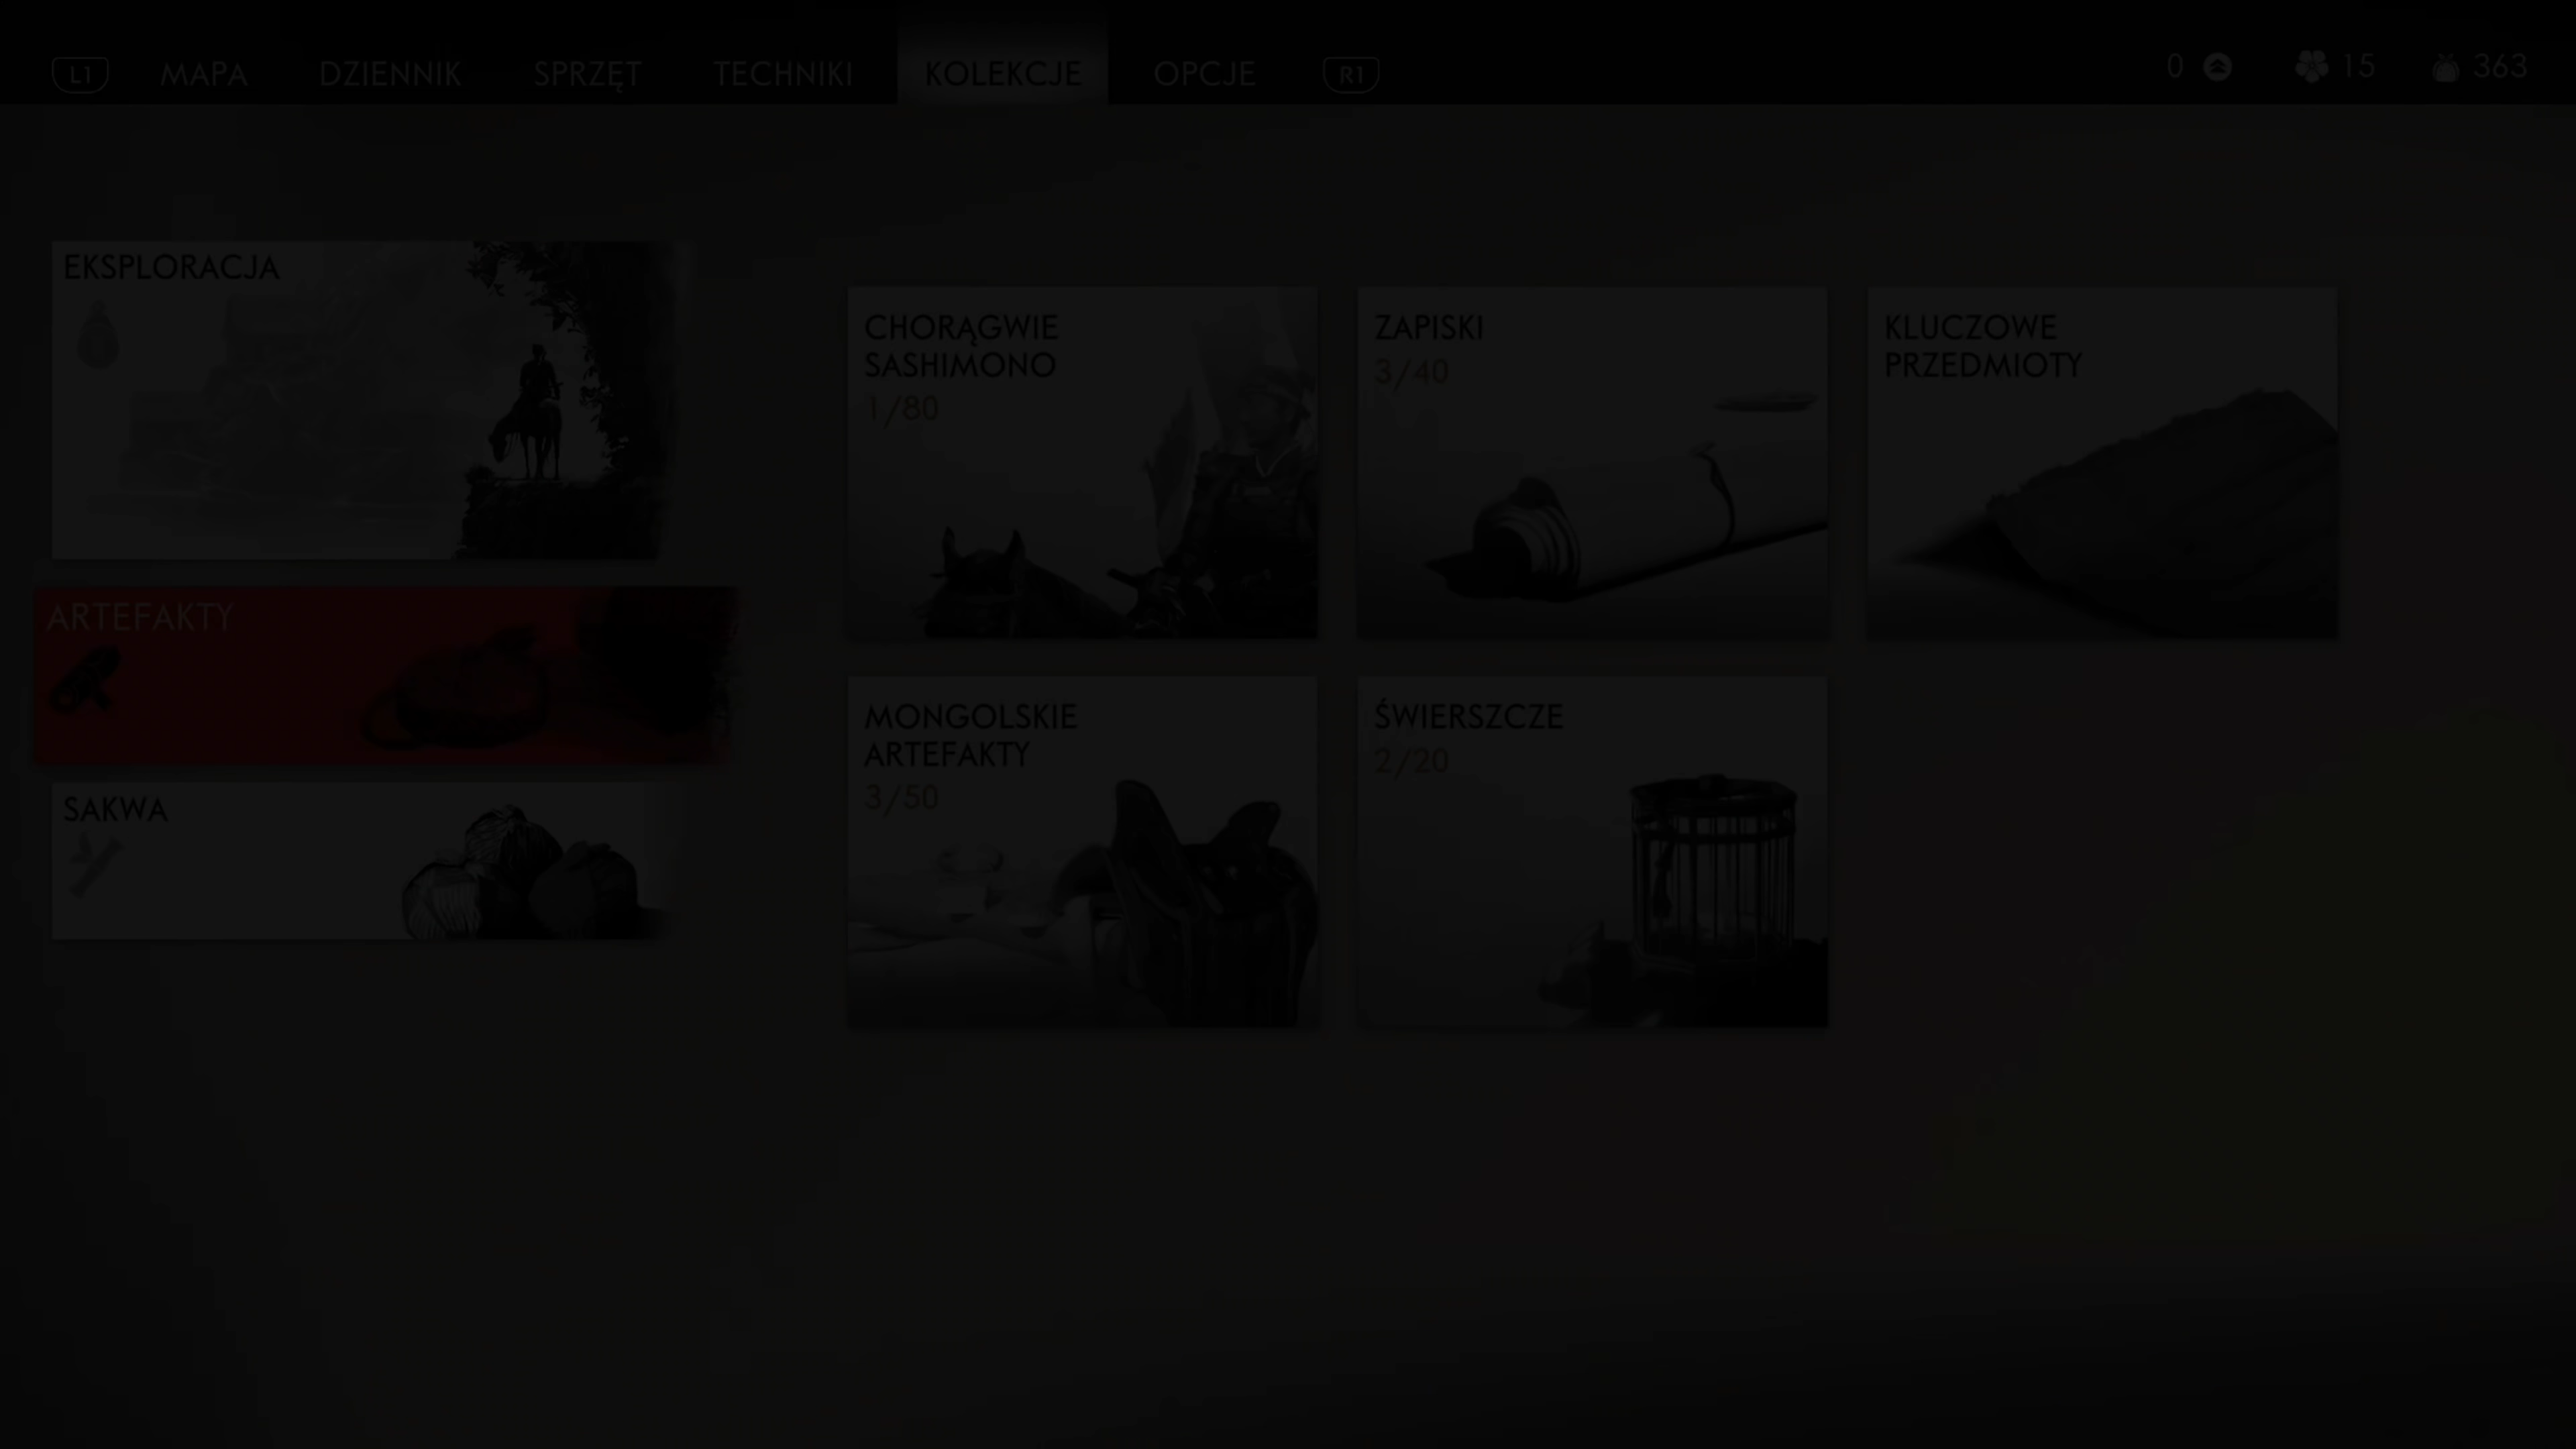 L1 MAPA DZIENNIK SPRZĘT TECHNIKI KOLEKCJE OPCJE R1 0 15 363
EKSPLORACJA
ARTEFAKTY
SAKWA
CHORĄGWIE
SASHIMONO
1/80
ZAPISKI
3/40
KLUCZOWE
PRZEDMIOTY
MONGOLSKIE
ARTEFAKTY
3/50
ŚWIERSZCZE
2/20